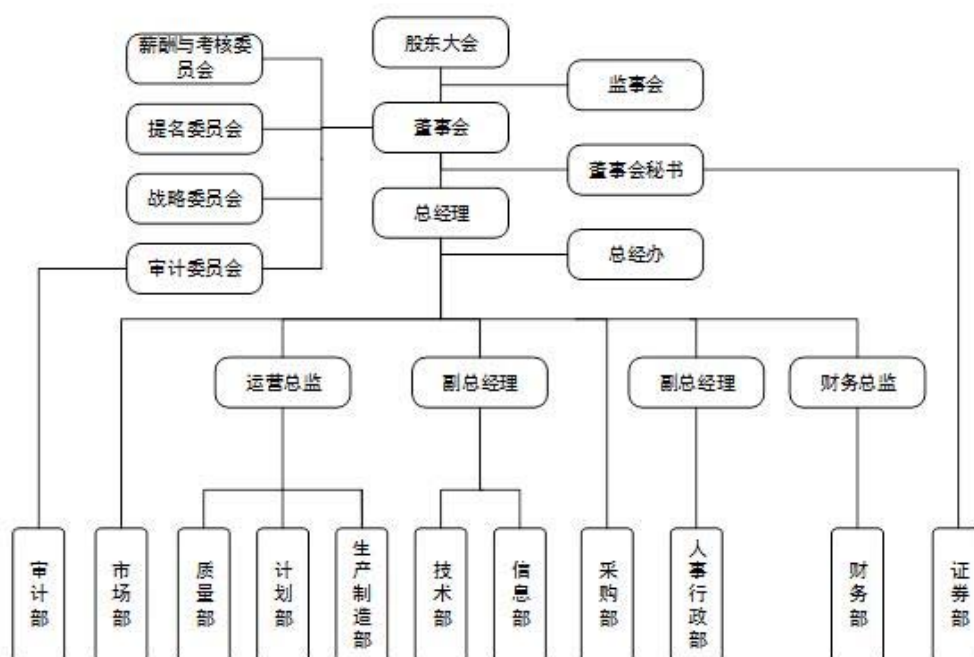 股东大会
薪酬与考核委
员会
监事会
提名委员会
董事会
董事会秘书
战略委员会
总经理
审计委员会
总经办
运营总监
副总经理
副总经理
财务总监
审计部
市场部
质量部
计划部
生产制造部
技术部
信息部
采购部
人事行政部
财务部
证券部